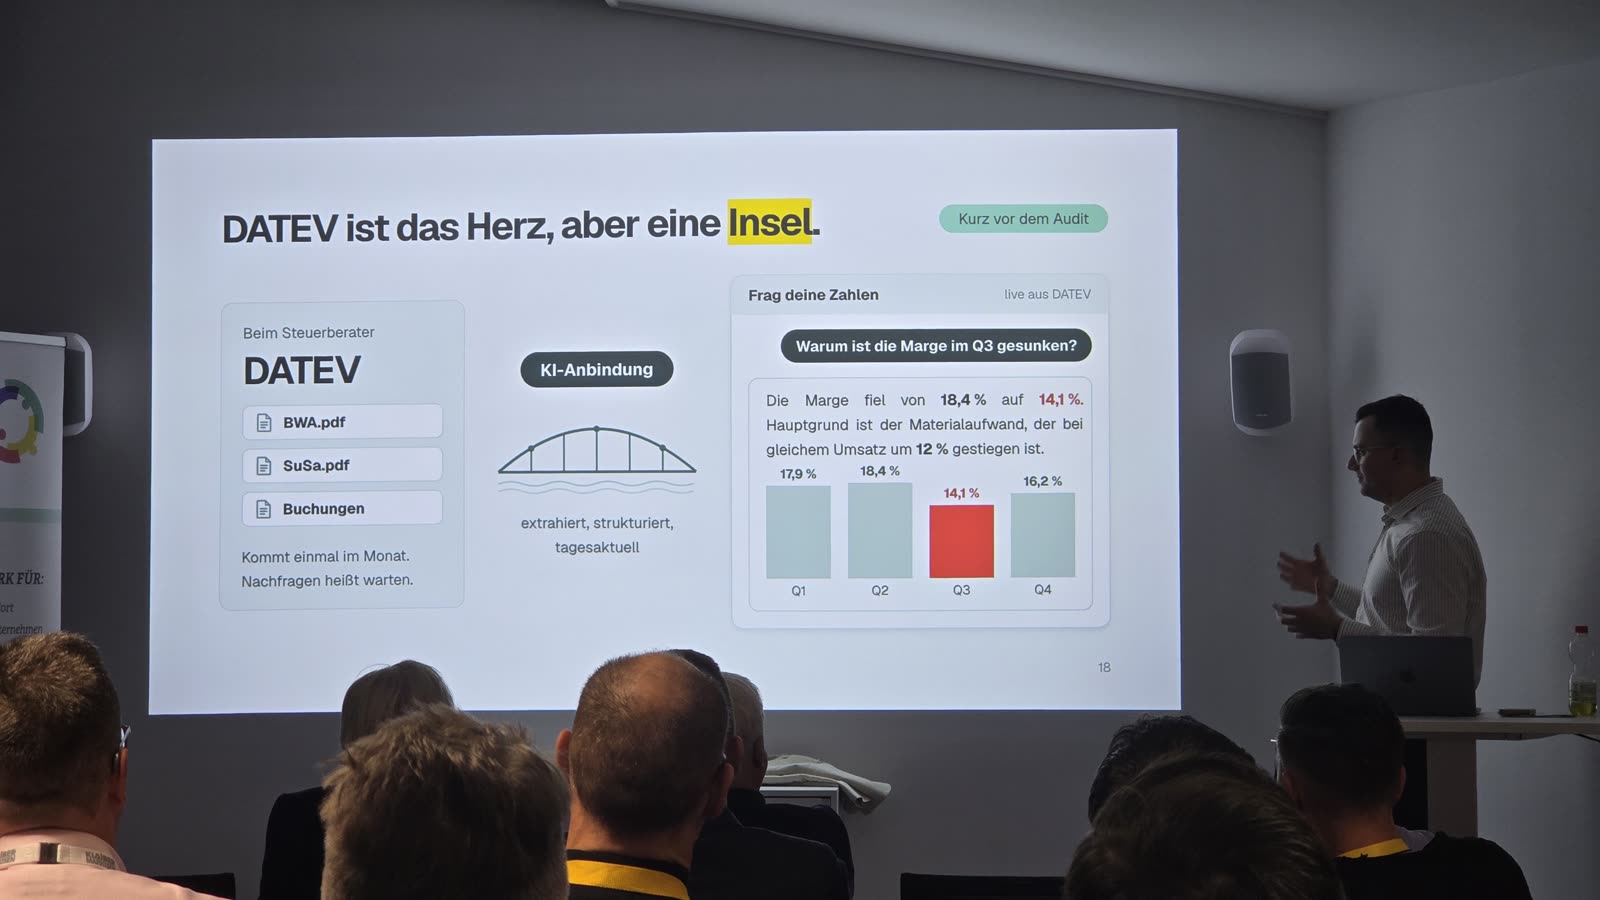 DATEV ist das Herz, aber eine Insel.
Kurz vor dem Audit
Beim Steuerberater
DATEV
BWA.pdf
SuSa.pdf
Buchungen
Kommt einmal im Monat.
Nachfragen heißt warten.
KI-Anbindung
extrahiert, strukturiert,
tagesaktuell
Frag deine Zahlen
live aus DATEV
Warum ist die Marge im Q3 gesunken?
Die Marge fiel von 18,4 % auf 14,1 %.
Hauptgrund ist der Materialaufwand, der bei
gleichem Umsatz um 12 % gestiegen ist.
17,9 %
18,4 %
14,1 %
16,2 %
Q1
Q2
Q3
Q4
18
RK FÜR:
ort
ternehmen